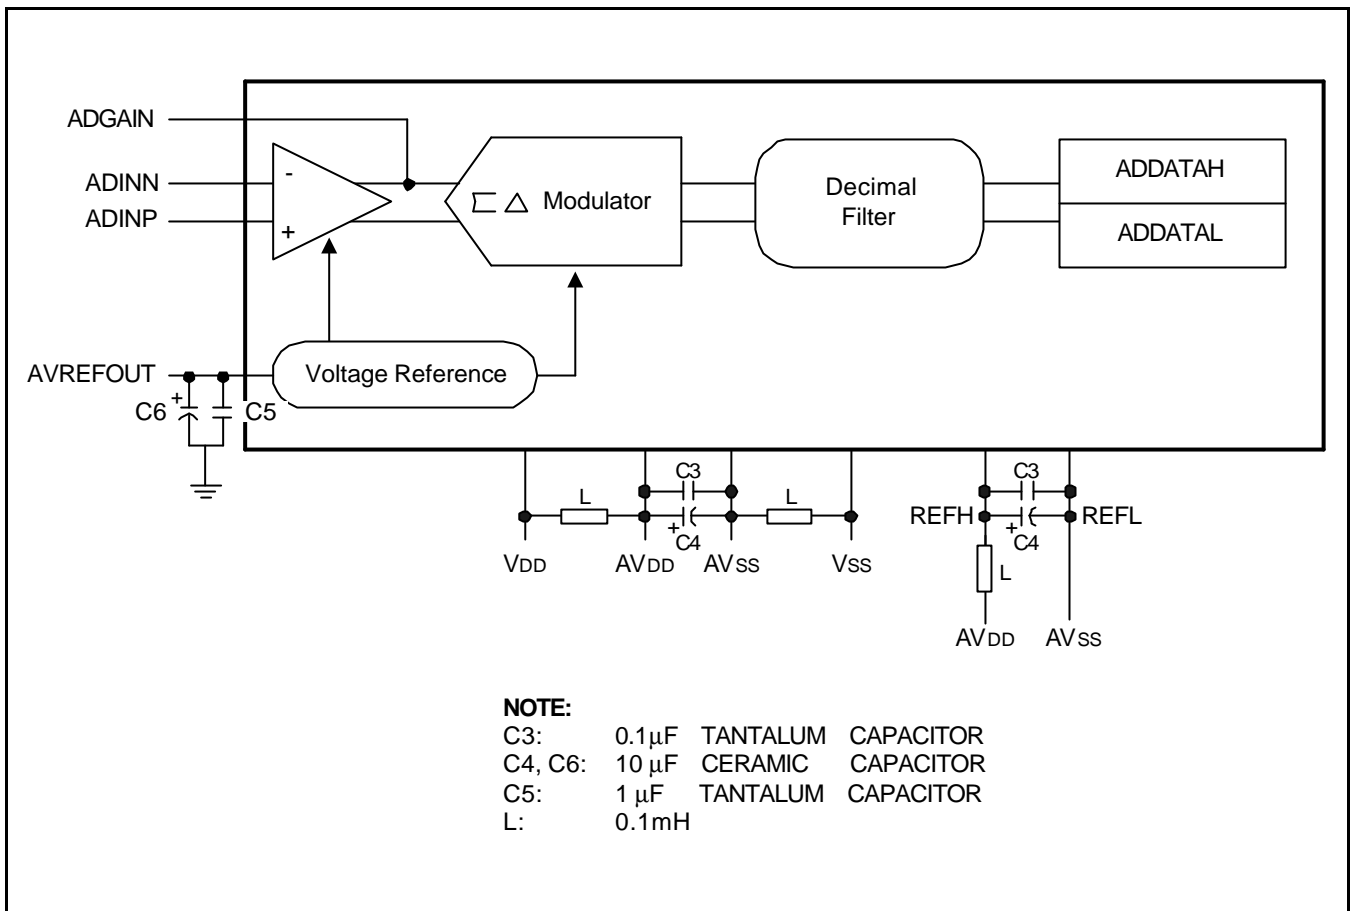 ADGAIN
ADINN
ADINP
-
+
Σ Δ Modulator
Decimal
Filter
ADDATAH
ADDATAL
AVREFOUT
Voltage Reference
C6
+
C5
L
C3
+
C4
L
VDD
AVDD
AVSS
VSS
C3
REFH
+
C4
REFL
L
AVDD
AVSS
NOTE:
C3: 0.1μF TANTALUM CAPACITOR
C4, C6: 10 μF CERAMIC CAPACITOR
C5: 1 μF TANTALUM CAPACITOR
L: 0.1mH